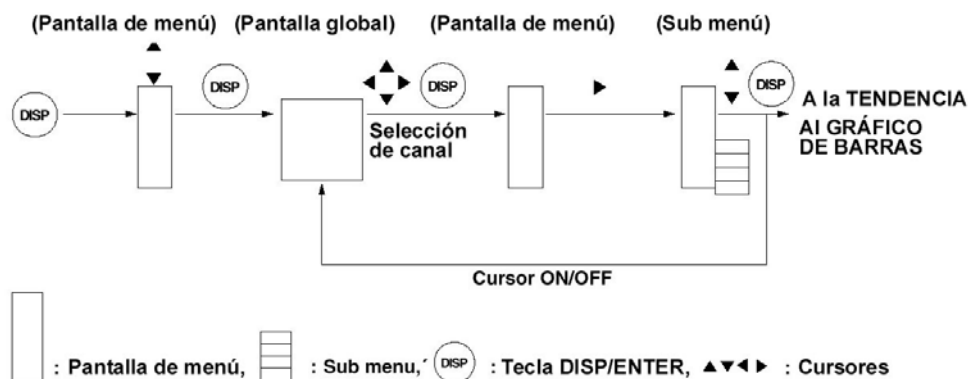 (Pantalla de menú) (Pantalla global) (Pantalla de menú) (Sub menú)
DISP DISP DISP DISP
Selección
de canal
A la TENDENCIA
Al GRÁFICO
DE BARRAS
Cursor ON/OFF
: Pantalla de menú, : Sub menu,´ DISP : Tecla DISP/ENTER, ▲▼◄ ► : Cursores